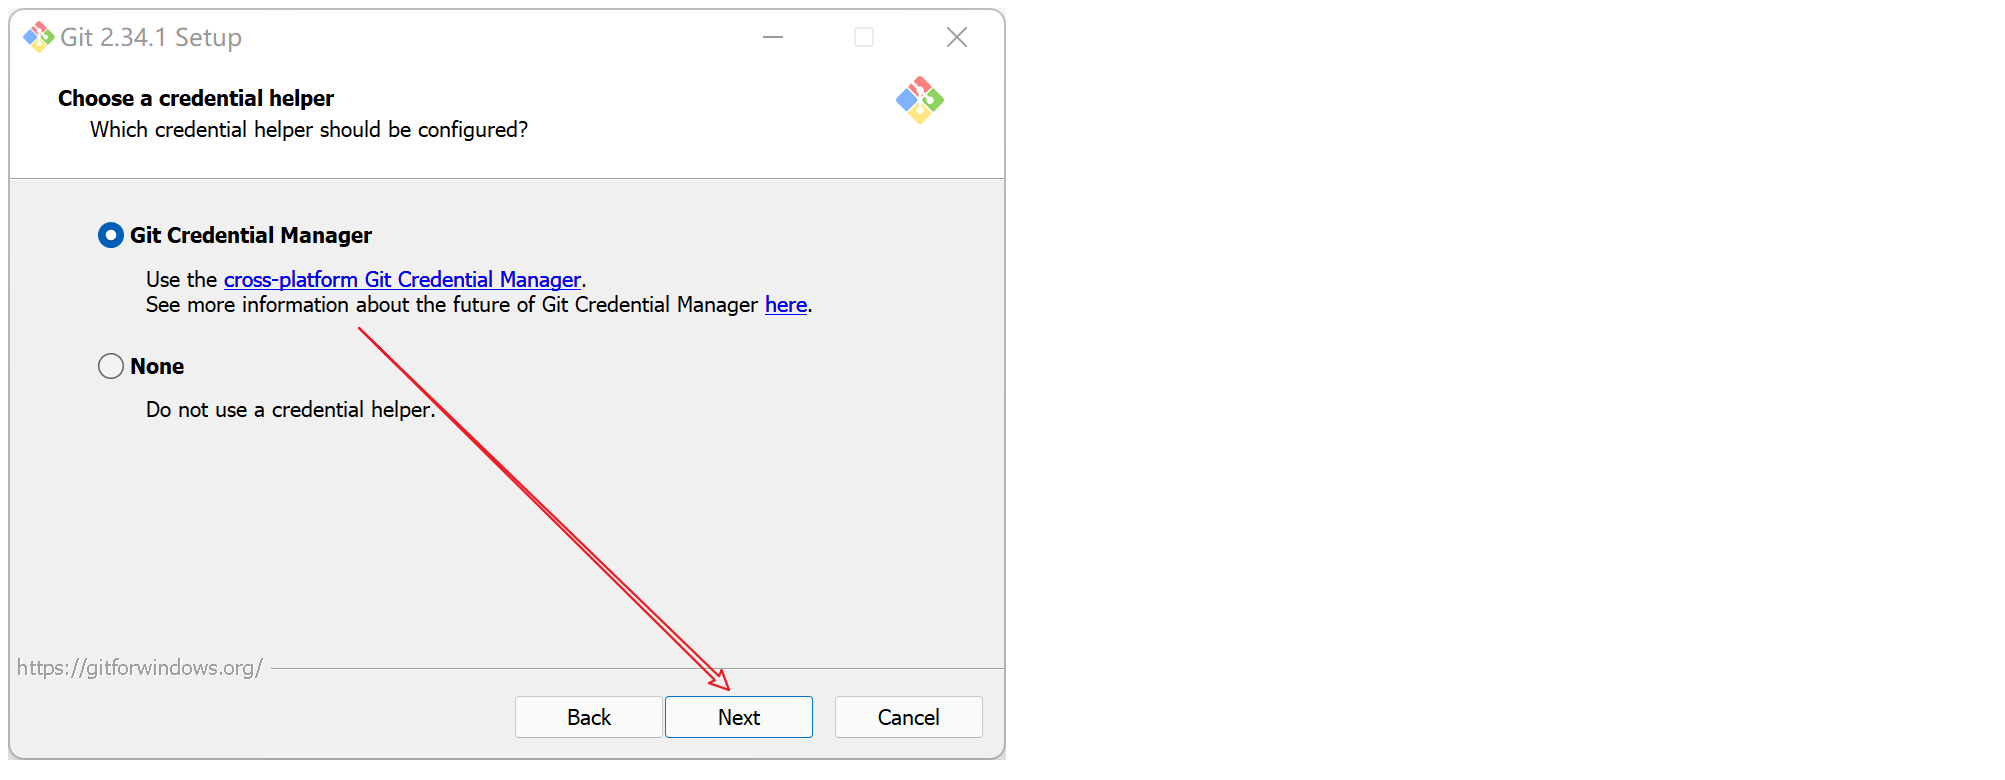 Git 2.34.1 Setup
Choose a credential helper
Which credential helper should be configured?
Git Credential Manager
Use the cross-platform Git Credential Manager.
See more information about the future of Git Credential Manager here.
None
Do not use a credential helper.
https://gitforwindows.org/
Back Next Cancel